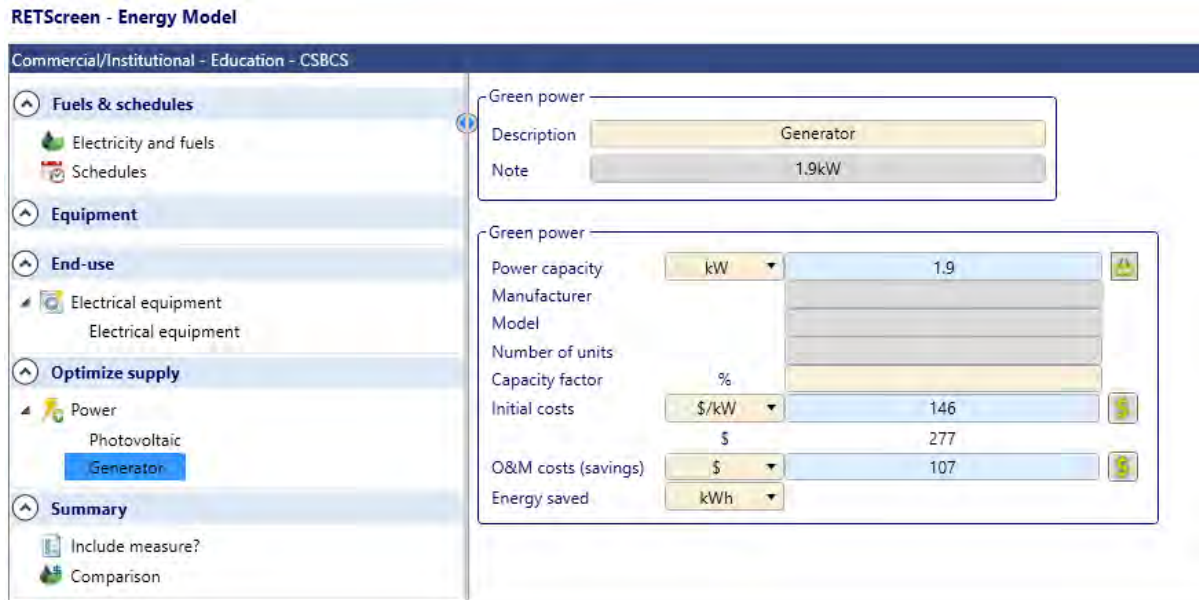 RETScreen - Energy Model
Commercial/Institutional - Education - CSBCS
Fuels & schedules
Electricity and fuels
Schedules
Equipment
End-use
Electrical equipment
Electrical equipment
Optimize supply
Power
Photovoltaic
Generator
Summary
Include measure?
Comparison
Green power
Description Generator
Note 1.9kW
Green power
Power capacity kW 1.9
Manufacturer
Model
Number of units
Capacity factor %
Initial costs $/kW 146
$ 277
O&M costs (savings) $ 107
Energy saved kWh